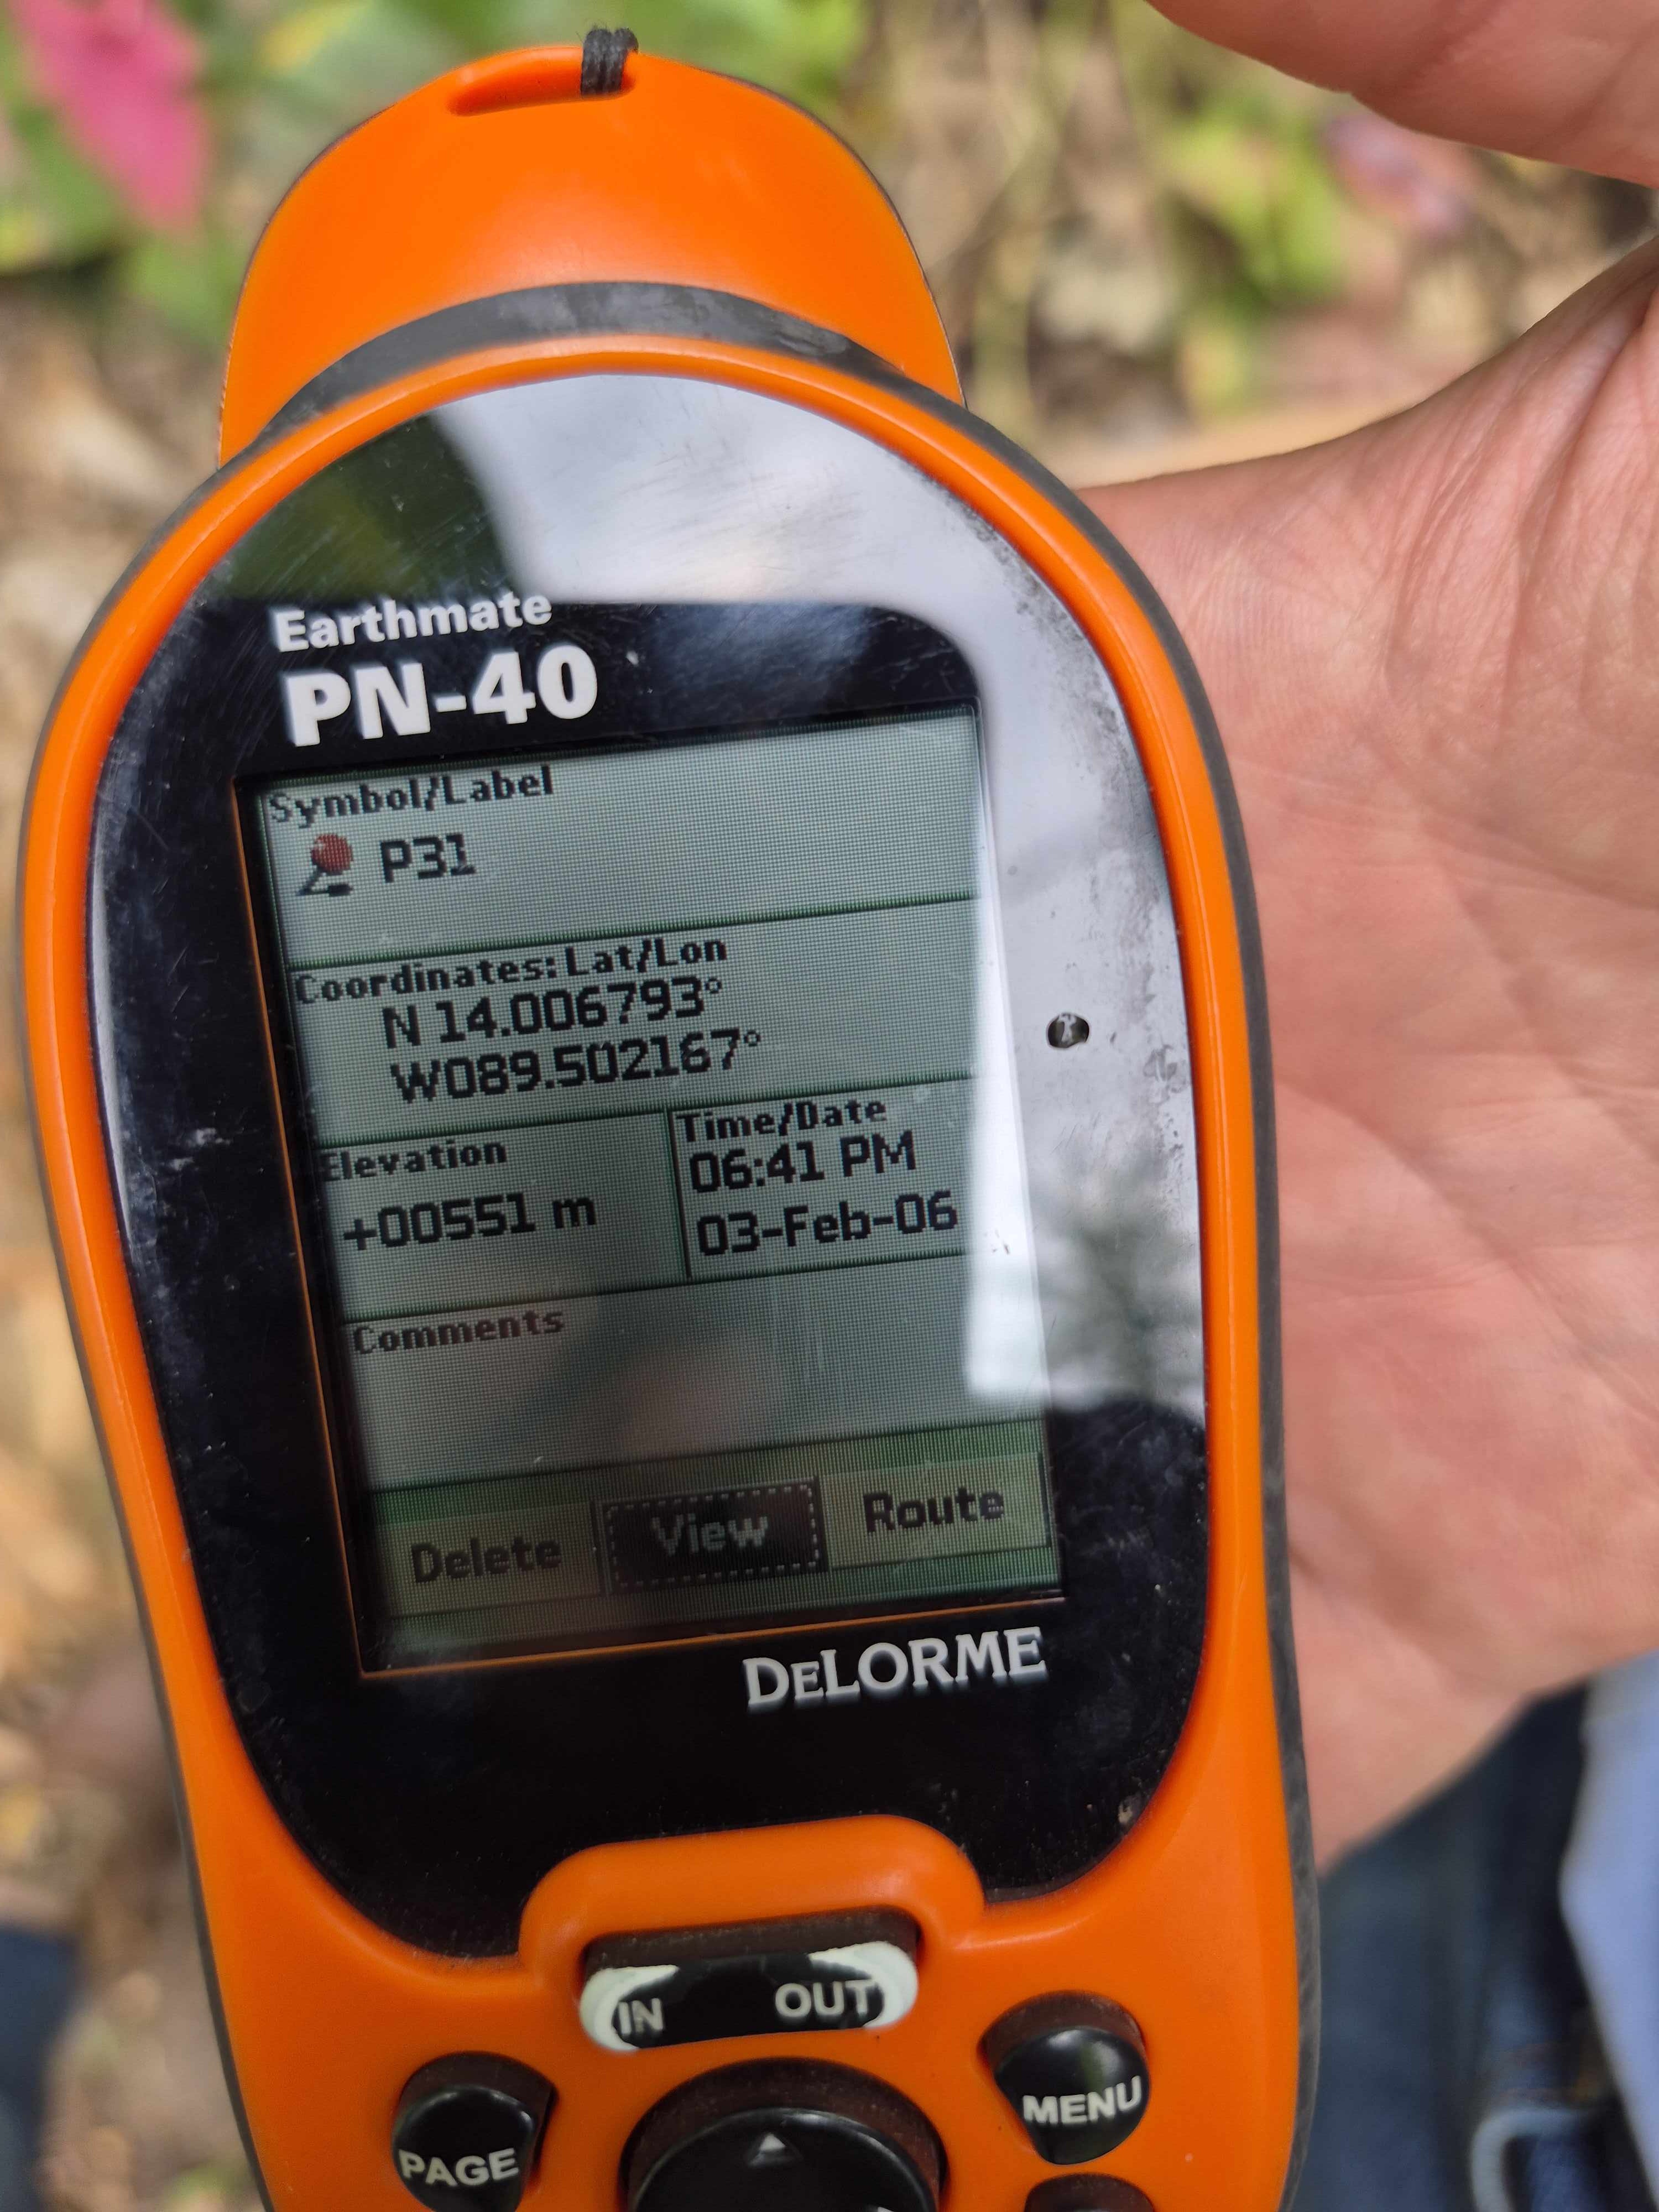 Earthmate
PN-40
Symbol/Label
P31
Coordinates: Lat/Lon
N 14.006793°
W089.502167°
Elevation
+00551 m
Time/Date
06:41 PM
03-Feb-06
Comments
Delete View Route
DELORME
IN OUT
PAGE MENU